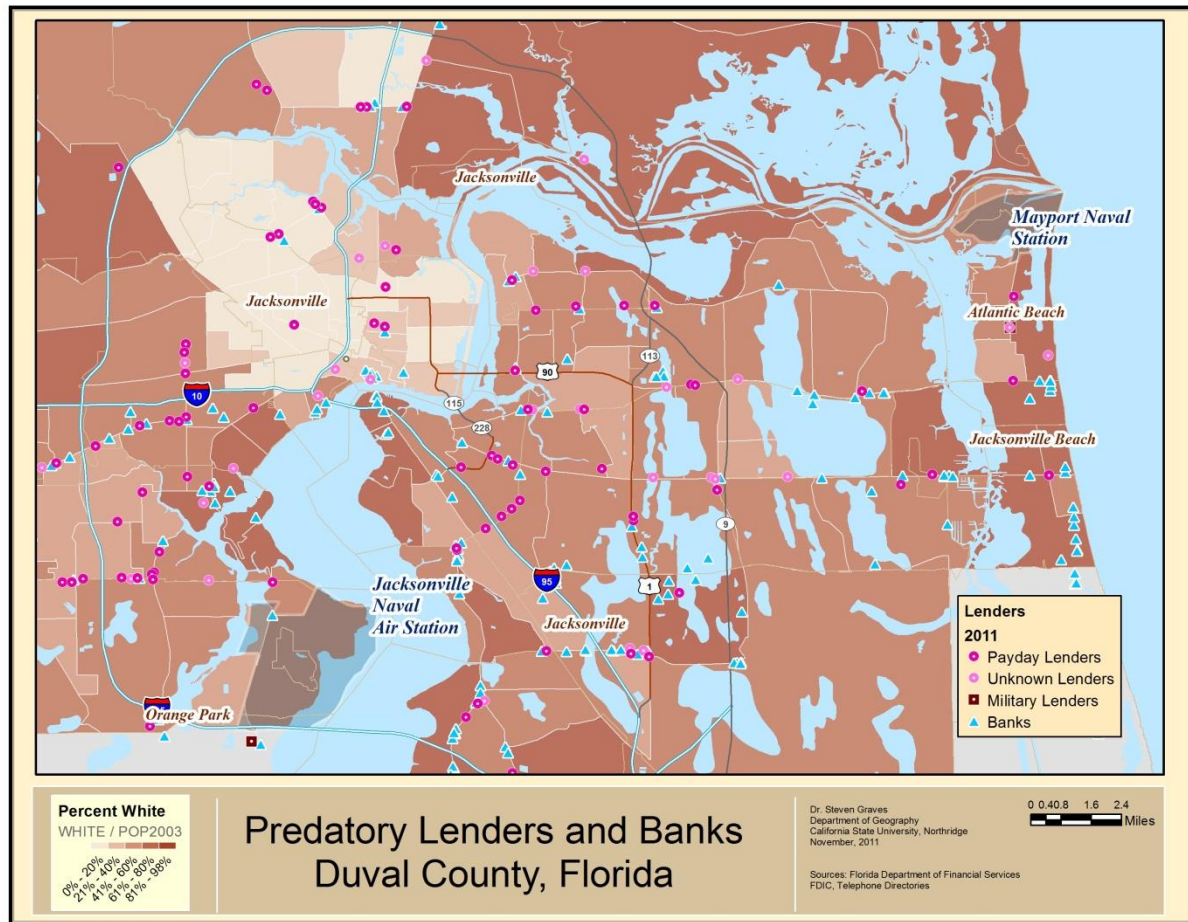 Jacksonville
Mayport Naval
Station
Jacksonville
Atlantic Beach
113
90
10
115
Jacksonville Beach
228
9
Jacksonville
Naval
Air Station
95
1
Jacksonville
Orange Park
Lenders
2011
Payday Lenders
Unknown Lenders
Military Lenders
Banks
Percent White
WHITE / POP2003
0% - 20%
21% - 40%
41% - 60%
61% - 80%
81% - 98%
Predatory Lenders and Banks
Duval County, Florida
Dr. Steven Graves
Department of Geography
California State University, Northridge
November, 2011
Sources: Florida Department of Financial Services
FDIC, Telephone Directories
0 0.40.8 1.6 2.4
Miles